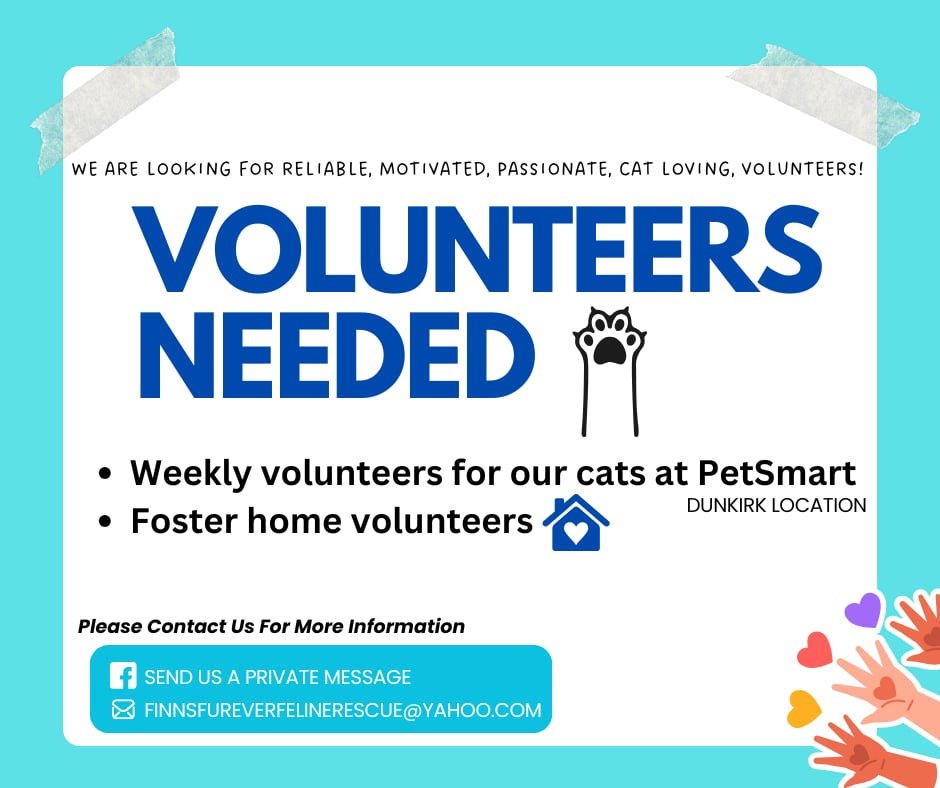 WE ARE LOOKING FOR RELIABLE, MOTIVATED, PASSIONATE, CAT LOVING, VOLUNTEERS!
VOLUNTEERS
NEEDED
• Weekly volunteers for our cats at PetSmart
DUNKIRK LOCATION
• Foster home volunteers
Please Contact Us For More Information
SEND US A PRIVATE MESSAGE
FINNSFUREVERFELINERESCUE@YAHOO.COM